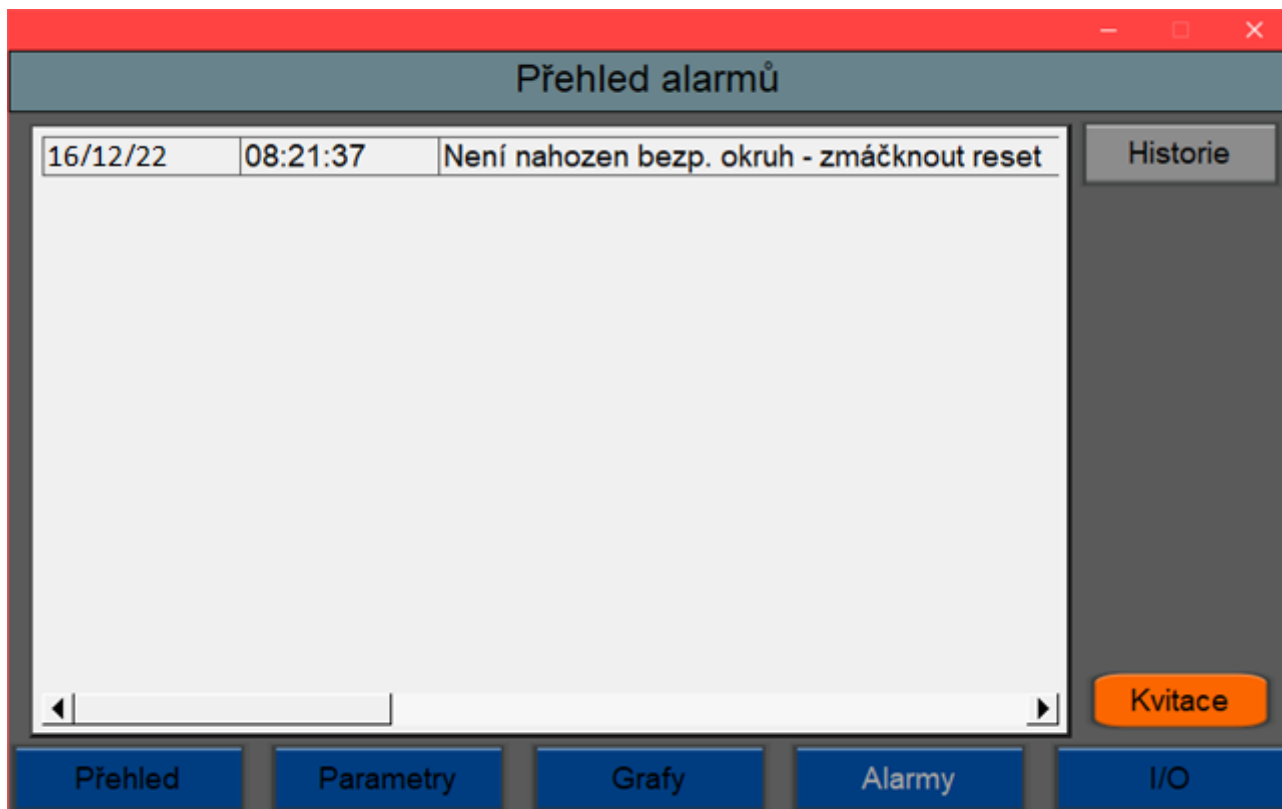 Přehled alarmů
16/12/22 08:21:37 Není nahozen bezp. okruh - zmáčknout reset
Historie
Kvitace
Přehled Parametry Grafy Alarmy I/O